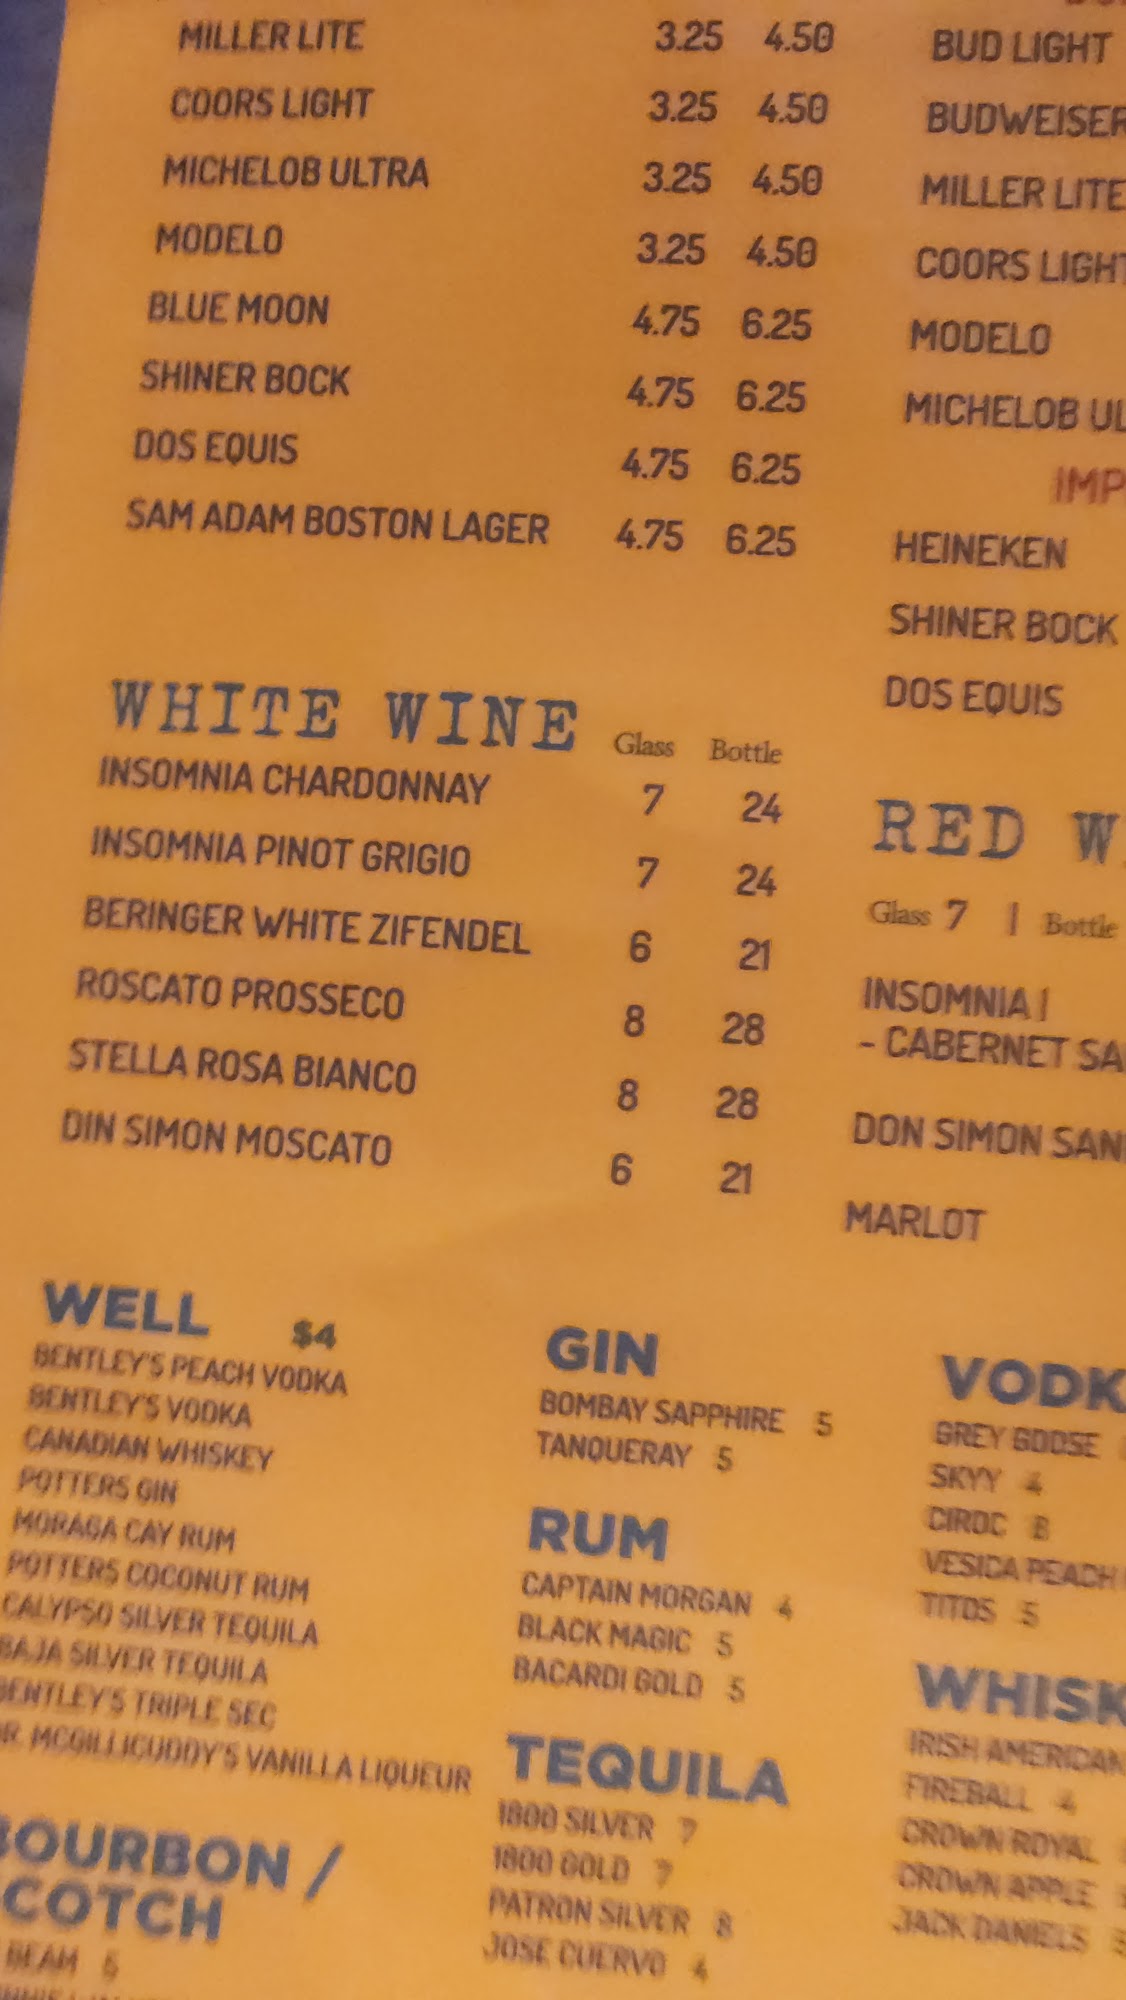 MILLER LITE 3.25 4.50
COORS LIGHT 3.25 4.50
MICHELOB ULTRA 3.25 4.50
MODELO 3.25 4.50
BLUE MOON 4.75 6.25
SHINER BOCK 4.75 6.25
DOS EQUIS 4.75 6.25
SAM ADAM BOSTON LAGER 4.75 6.25
BUD LIGHT
BUDWEISER
MILLER LITE
COORS LIGHT
MODELO
MICHELOB UL
IMP
HEINEKEN
SHINER BOCK
DOS EQUIS
WHITE WINE Glass Bottle
INSOMNIA CHARDONNAY 7 24
INSOMNIA PINOT GRIGIO 7 24
BERINGER WHITE ZIFENDEL 6 21
ROSCATO PROSSECO 8 28
STELLA ROSA BIANCO 8 28
DIN SIMON MOSCATO 6 21
RED W
Glass 7 | Bottle
INSOMNIA |
- CABERNET SA
DON SIMON SAN
MARLOT
WELL $4
BENTLEY'S PEACH VODKA
BENTLEY'S VODKA
CANADIAN WHISKEY
POTTERS GIN
MORAGA CAY RUM
POTTERS COCONUT RUM
CALYPSO SILVER TEQUILA
BAJA SILVER TEQUILA
BENTLEY'S TRIPLE SEC
DR. MCGILLICUDDY'S VANILLA LIQUEUR
BOURBON /
SCOTCH
BEAM 5
GIN
BOMBAY SAPPHIRE 5
TANQUERAY 5
RUM
CAPTAIN MORGAN 4
BLACK MAGIC 5
BACARDI GOLD 5
TEQUILA
1800 SILVER 7
1800 GOLD 7
PATRON SILVER 8
JOSE CUERVO 4
VODK
GREY GOOSE
SKYY 4
CIROC 8
VESICA PEACH
TITOS 5
WHISK
IRISH AMERICAN
FIREBALL 4
CROWN ROYAL
CROWN APPLE
JACK DANIELS 5